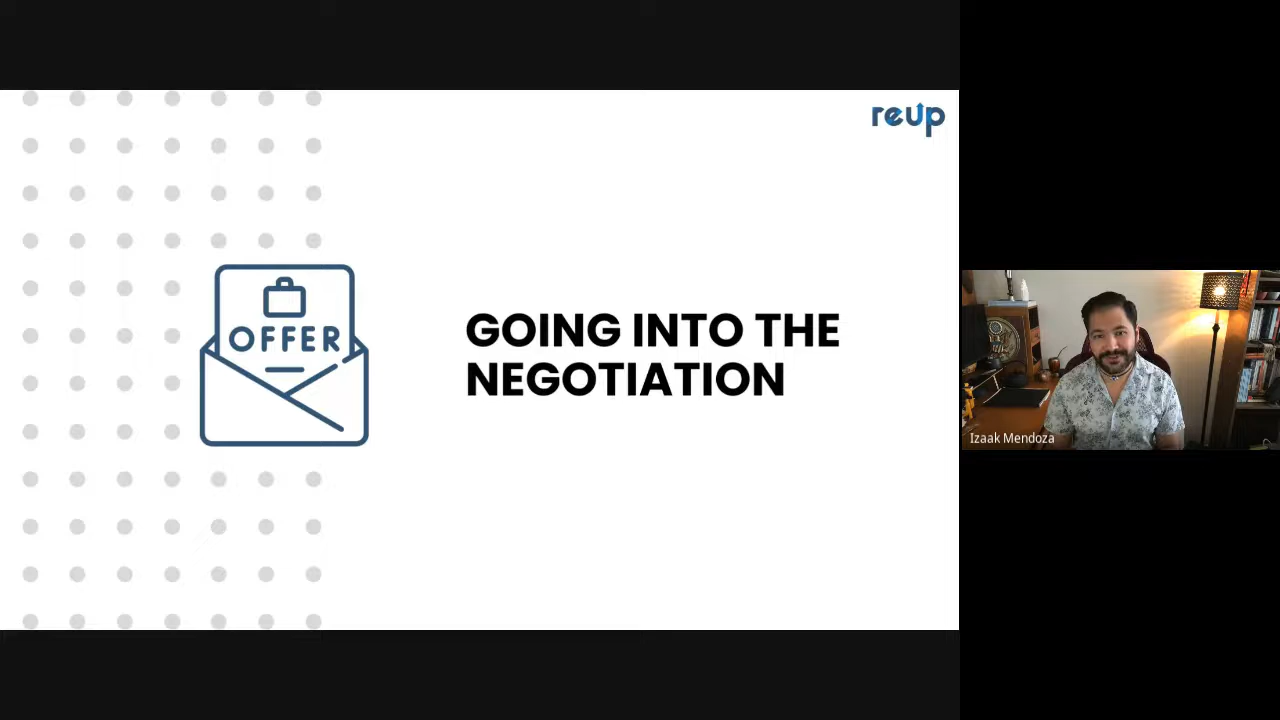 reup
OFFER
GOING INTO THE
NEGOTIATION
Izaak Mendoza